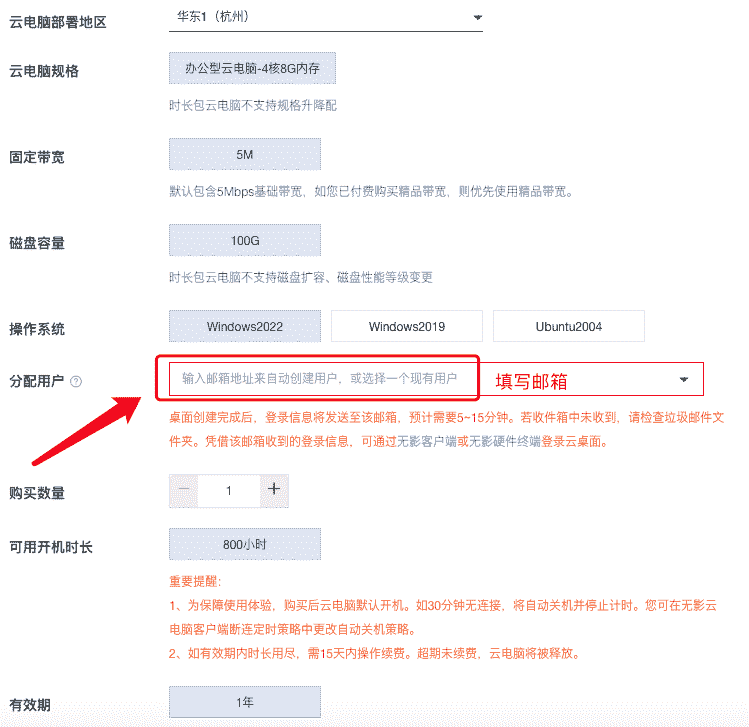 云电脑部署地区
华东1（杭州）
云电脑规格
办公型云电脑-4核8G内存
时长包云电脑不支持规格升降配
固定带宽
5M
默认包含5Mbps基础带宽，如您已付费购买精品带宽，则优先使用精品带宽。
磁盘容量
100G
时长包云电脑不支持磁盘扩容、磁盘性能等级变更
操作系统
Windows2022
Windows2019
Ubuntu2004
分配用户 ?
输入邮箱地址来自动创建用户，或选择一个现有用户
填写邮箱
桌面创建完成后，登录信息将发送至该邮箱，预计需要5~15分钟。若收件箱中未收到，请检查垃圾邮件文
件夹。凭借该邮箱收到的登录信息，可通过无影客户端或无影硬件终端登录云桌面。
购买数量
− 1 +
可用开机时长
800小时
重要提醒：
1、为保障使用体验，购买后云电脑默认开机。如30分钟无连接，将自动关机并停止计时。您可在无影云
电脑客户端断连定时策略中更改自动关机策略。
2、如有效期内时长用尽，需15天内操作续费。超期未续费，云电脑将被释放。
有效期
1年